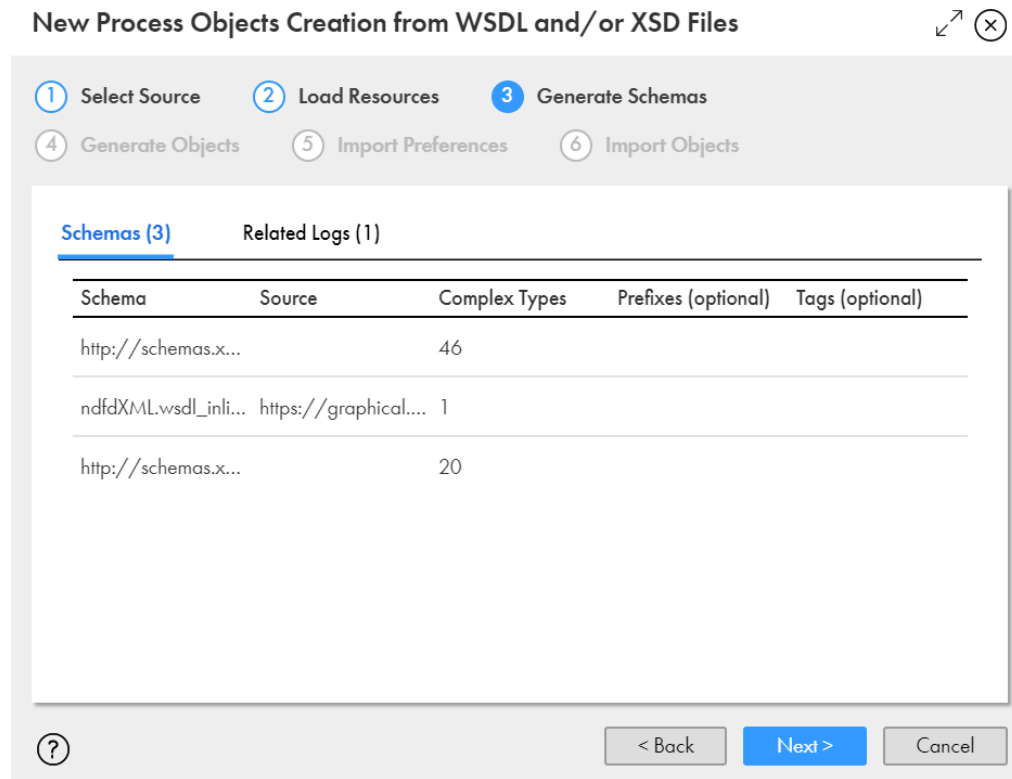 New Process Objects Creation from WSDL and/or XSD Files
1 Select Source 2 Load Resources 3 Generate Schemas
4 Generate Objects 5 Import Preferences 6 Import Objects
Schemas (3) Related Logs (1)
Schema Source Complex Types Prefixes (optional) Tags (optional)
http://schemas.x... 46
ndfdXML.wsdl_inli... https://graphical.... 1
http://schemas.x... 20
? < Back Next > Cancel